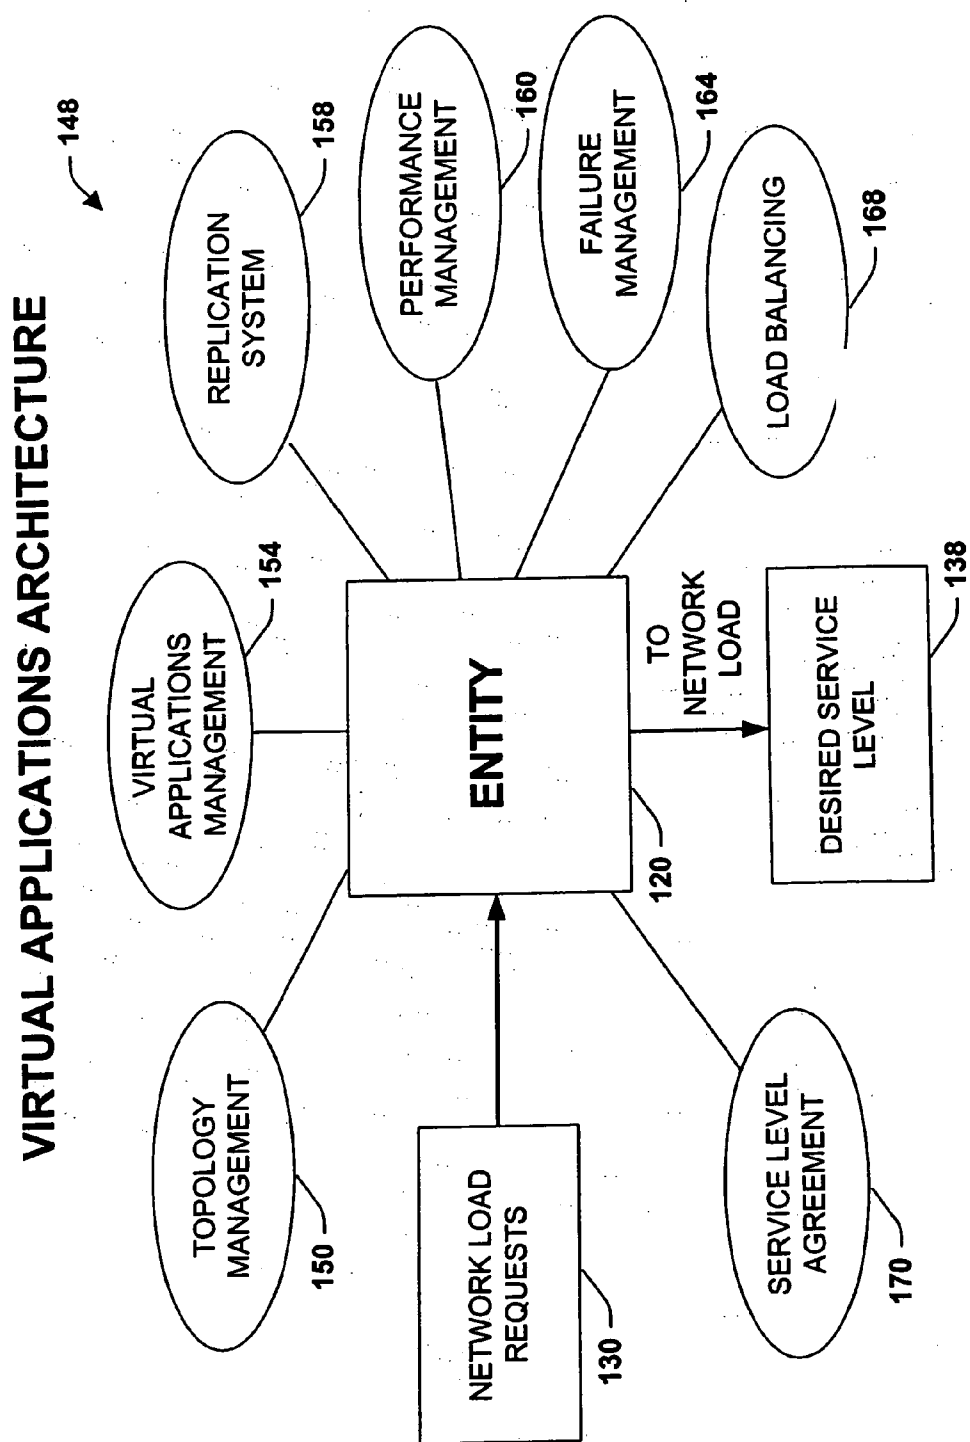 VIRTUAL APPLICATIONS ARCHITECTURE
148
TOPOLOGY
MANAGEMENT
150
VIRTUAL
APPLICATIONS
MANAGEMENT
154
REPLICATION
SYSTEM
158
PERFORMANCE
MANAGEMENT
160
FAILURE
MANAGEMENT
164
LOAD BALANCING
168
NETWORK LOAD
REQUESTS
130
ENTITY
120
TO
NETWORK
LOAD
SERVICE LEVEL
AGREEMENT
170
DESIRED SERVICE
LEVEL
138